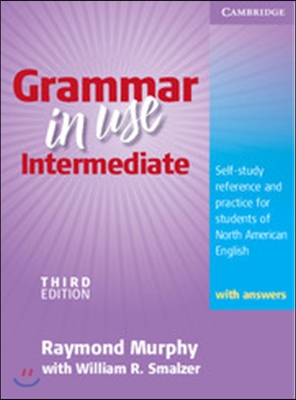 CAMBRIDGE
Grammar
in use
Intermediate
Self-study
reference and
practice for
students of
North American
English
THIRD
EDITION
with answers
Raymond Murphy
with William R. Smalzer